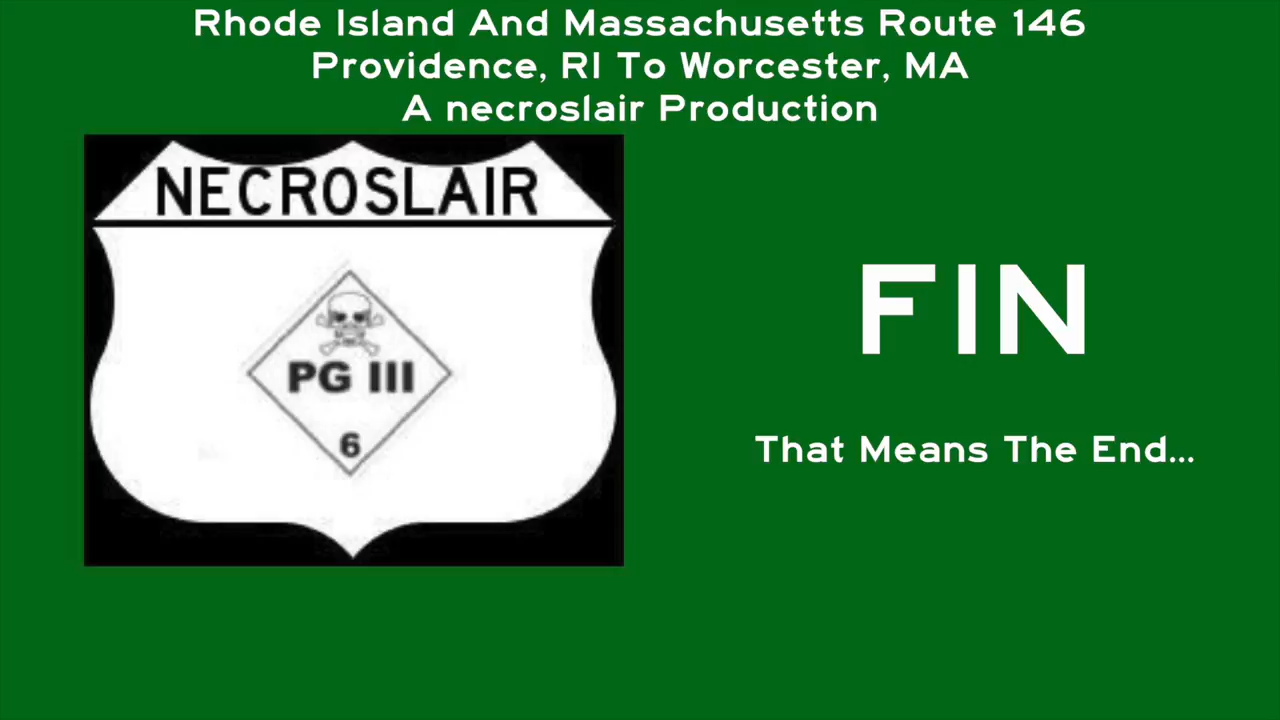 Rhode Island And Massachusetts Route 146
Providence, RI To Worcester, MA
A necroslair Production
NECROSLAIR
PG III
6
FIN
That Means The End...